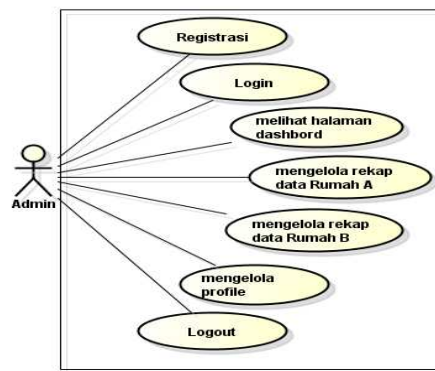 Registrasi
Login
melihat halaman
dashbord
mengelola rekap
data Rumah A
Admin
mengelola rekap
data Rumah B
mengelola
profile
Logout